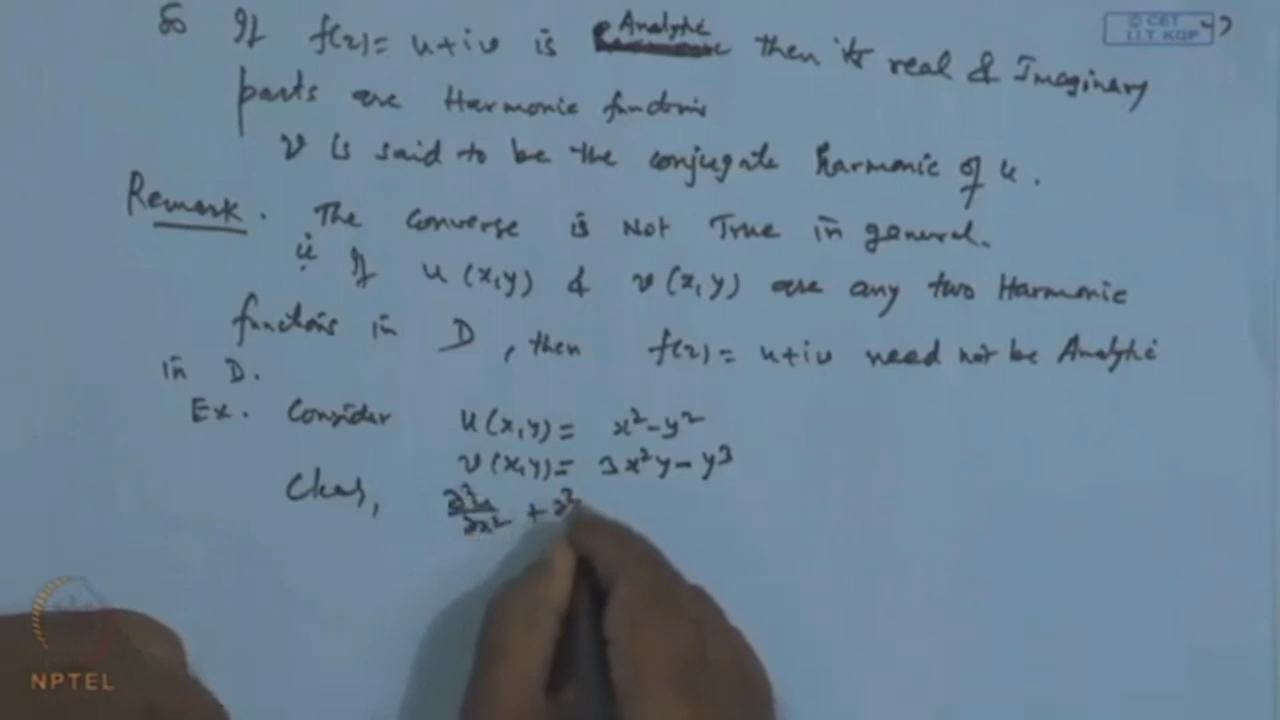 So If f(z) = u+iv is Analytic then its real & Imaginary
© CET
I.I.T. KGP
parts are Harmonic functions
v is said to be the conjugate harmonic of u.
Remark. The Converse is Not True in general.
ie If u(x,y) & v(x,y) are any two Harmonic
functions in D, then f(z) = u+iv need not be Analytic
in D.
Ex. Consider u(x,y) = x²-y²
v(x,y) = 3x²y-y³
∂²u/∂x² +
NPTEL